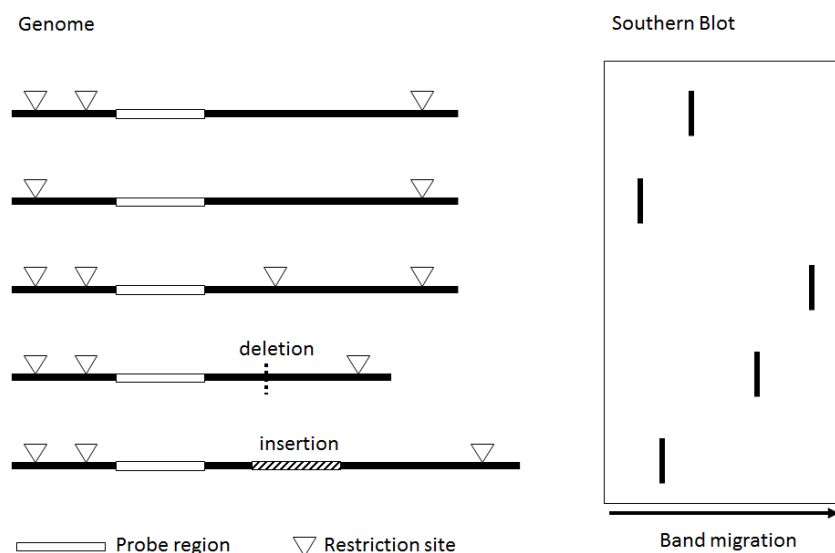 Genome
Southern Blot
deletion
insertion
Probe region
Restriction site
Band migration